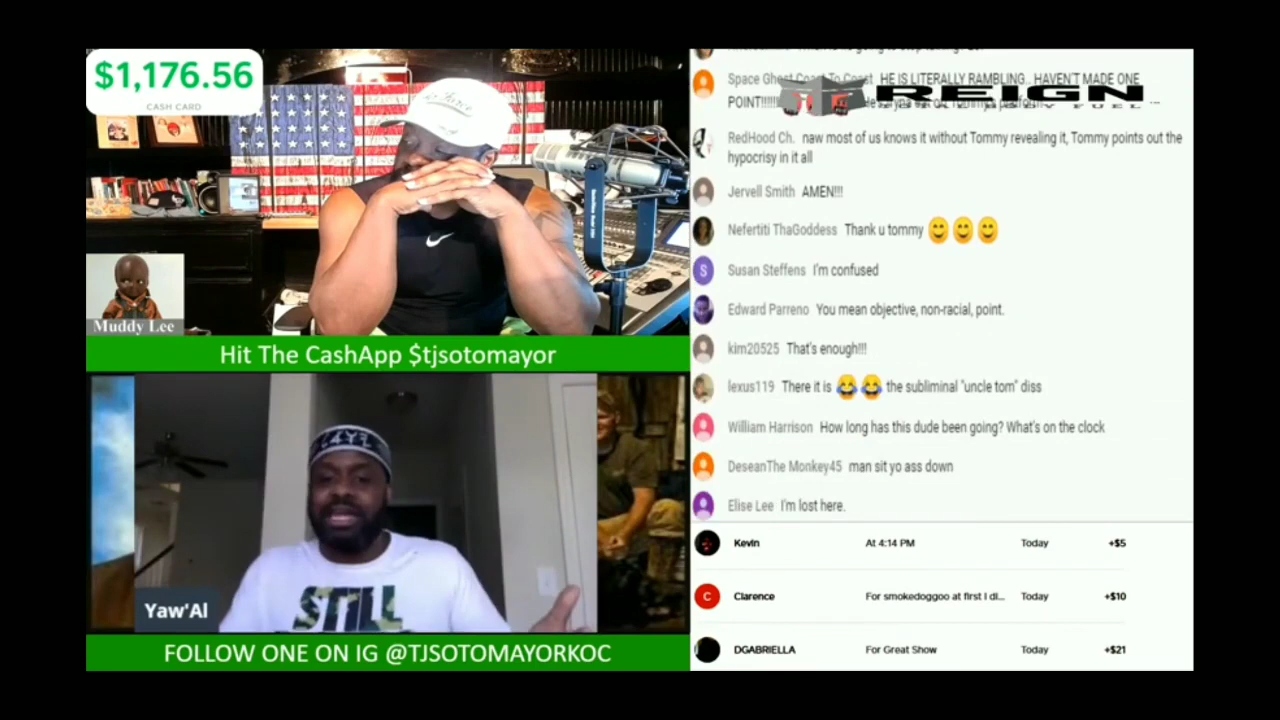 $1,176.56
CASH CARD
Muddy Lee
Hit The CashApp $tjsotomayor
Yaw'Al
STILL
FOLLOW ONE ON IG @TJSOTOMAYORKOC
Space Ghost Coast To Coast HE IS LITERALLY RAMBLING.. HAVEN'T MADE ONE
POINT!!!!!
REIGN
FUEL
RedHood Ch. naw most of us knows it without Tommy revealing it, Tommy points out the
hypocrisy in it all
Jervell Smith AMEN!!!
Nefertiti ThaGoddess Thank u tommy 😊😊😊
Susan Steffens I'm confused
Edward Parreno You mean objective, non-racial, point.
kim20525 That's enough!!!
lexus119 There it is 😂😂 the subliminal "uncle tom" diss
William Harrison How long has this dude been going? What's on the clock
DeseanThe Monkey45 man sit yo ass down
Elise Lee I'm lost here.
Kevin At 4:14 PM Today +$5
Clarence For smokedoggoo at first I di... Today +$10
DGABRIELLA For Great Show Today +$21